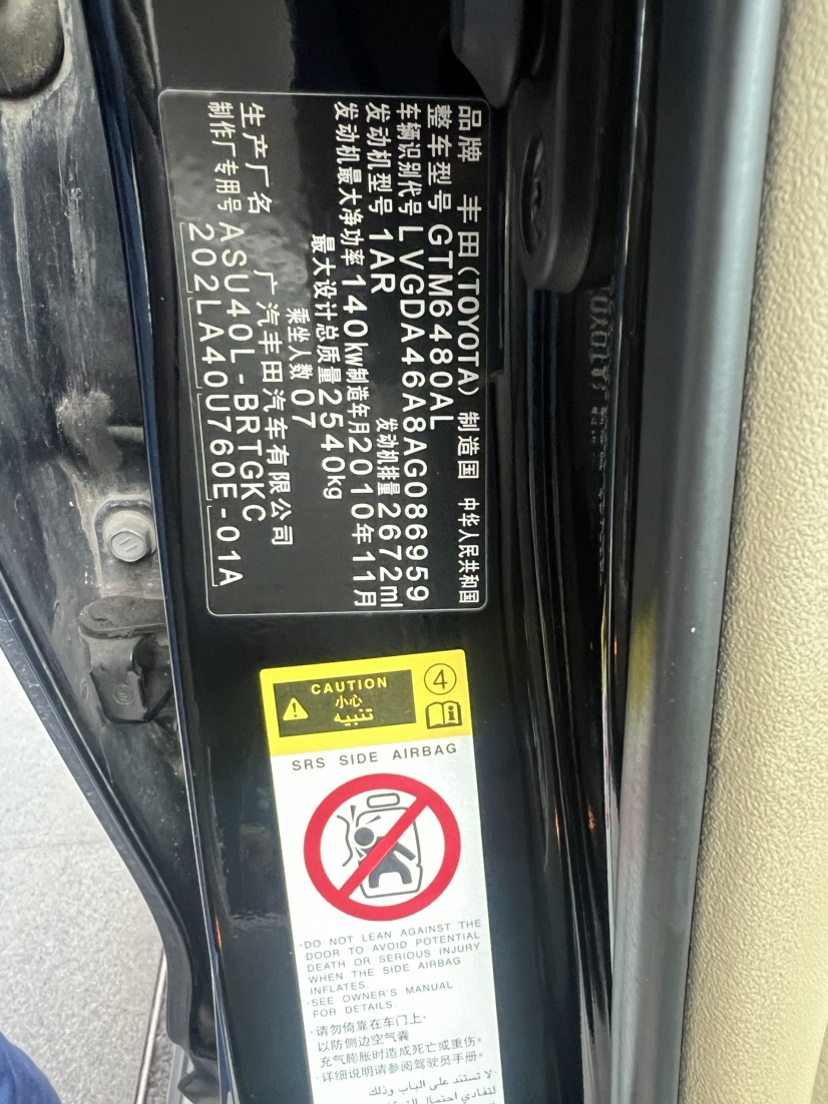 品牌 丰田(TOYOTA) 制造国 中华人民共和国
整车型号 GTM6480AL
车辆识别代号 LVGDA46A8AG086959
发动机型号 1AR 发动机排量 2672ml
发动机最大净功率 140kW 制造年月 2010年11月
最大设计总质量 2540kg
乘坐人数 07
生产厂名 广汽丰田汽车有限公司
制作厂专用号 ASU40L-BRTGKC
202LA40U760E-01A
CAUTION
小心
تنبيه
4
SRS SIDE AIRBAG
·DO NOT LEAN AGAINST THE
DOOR TO AVOID POTENTIAL
DEATH OR SERIOUS INJURY
WHEN THE SIDE AIRBAG
INFLATES.
·SEE OWNER'S MANUAL
FOR DETAILS.
·请勿倚靠在车门上，
以防侧边空气囊
充气膨胀时造成死亡或重伤。
·详细说明请参阅驾驶员手册。
·لا تستند على الباب وذلك
لتفادي احتمال